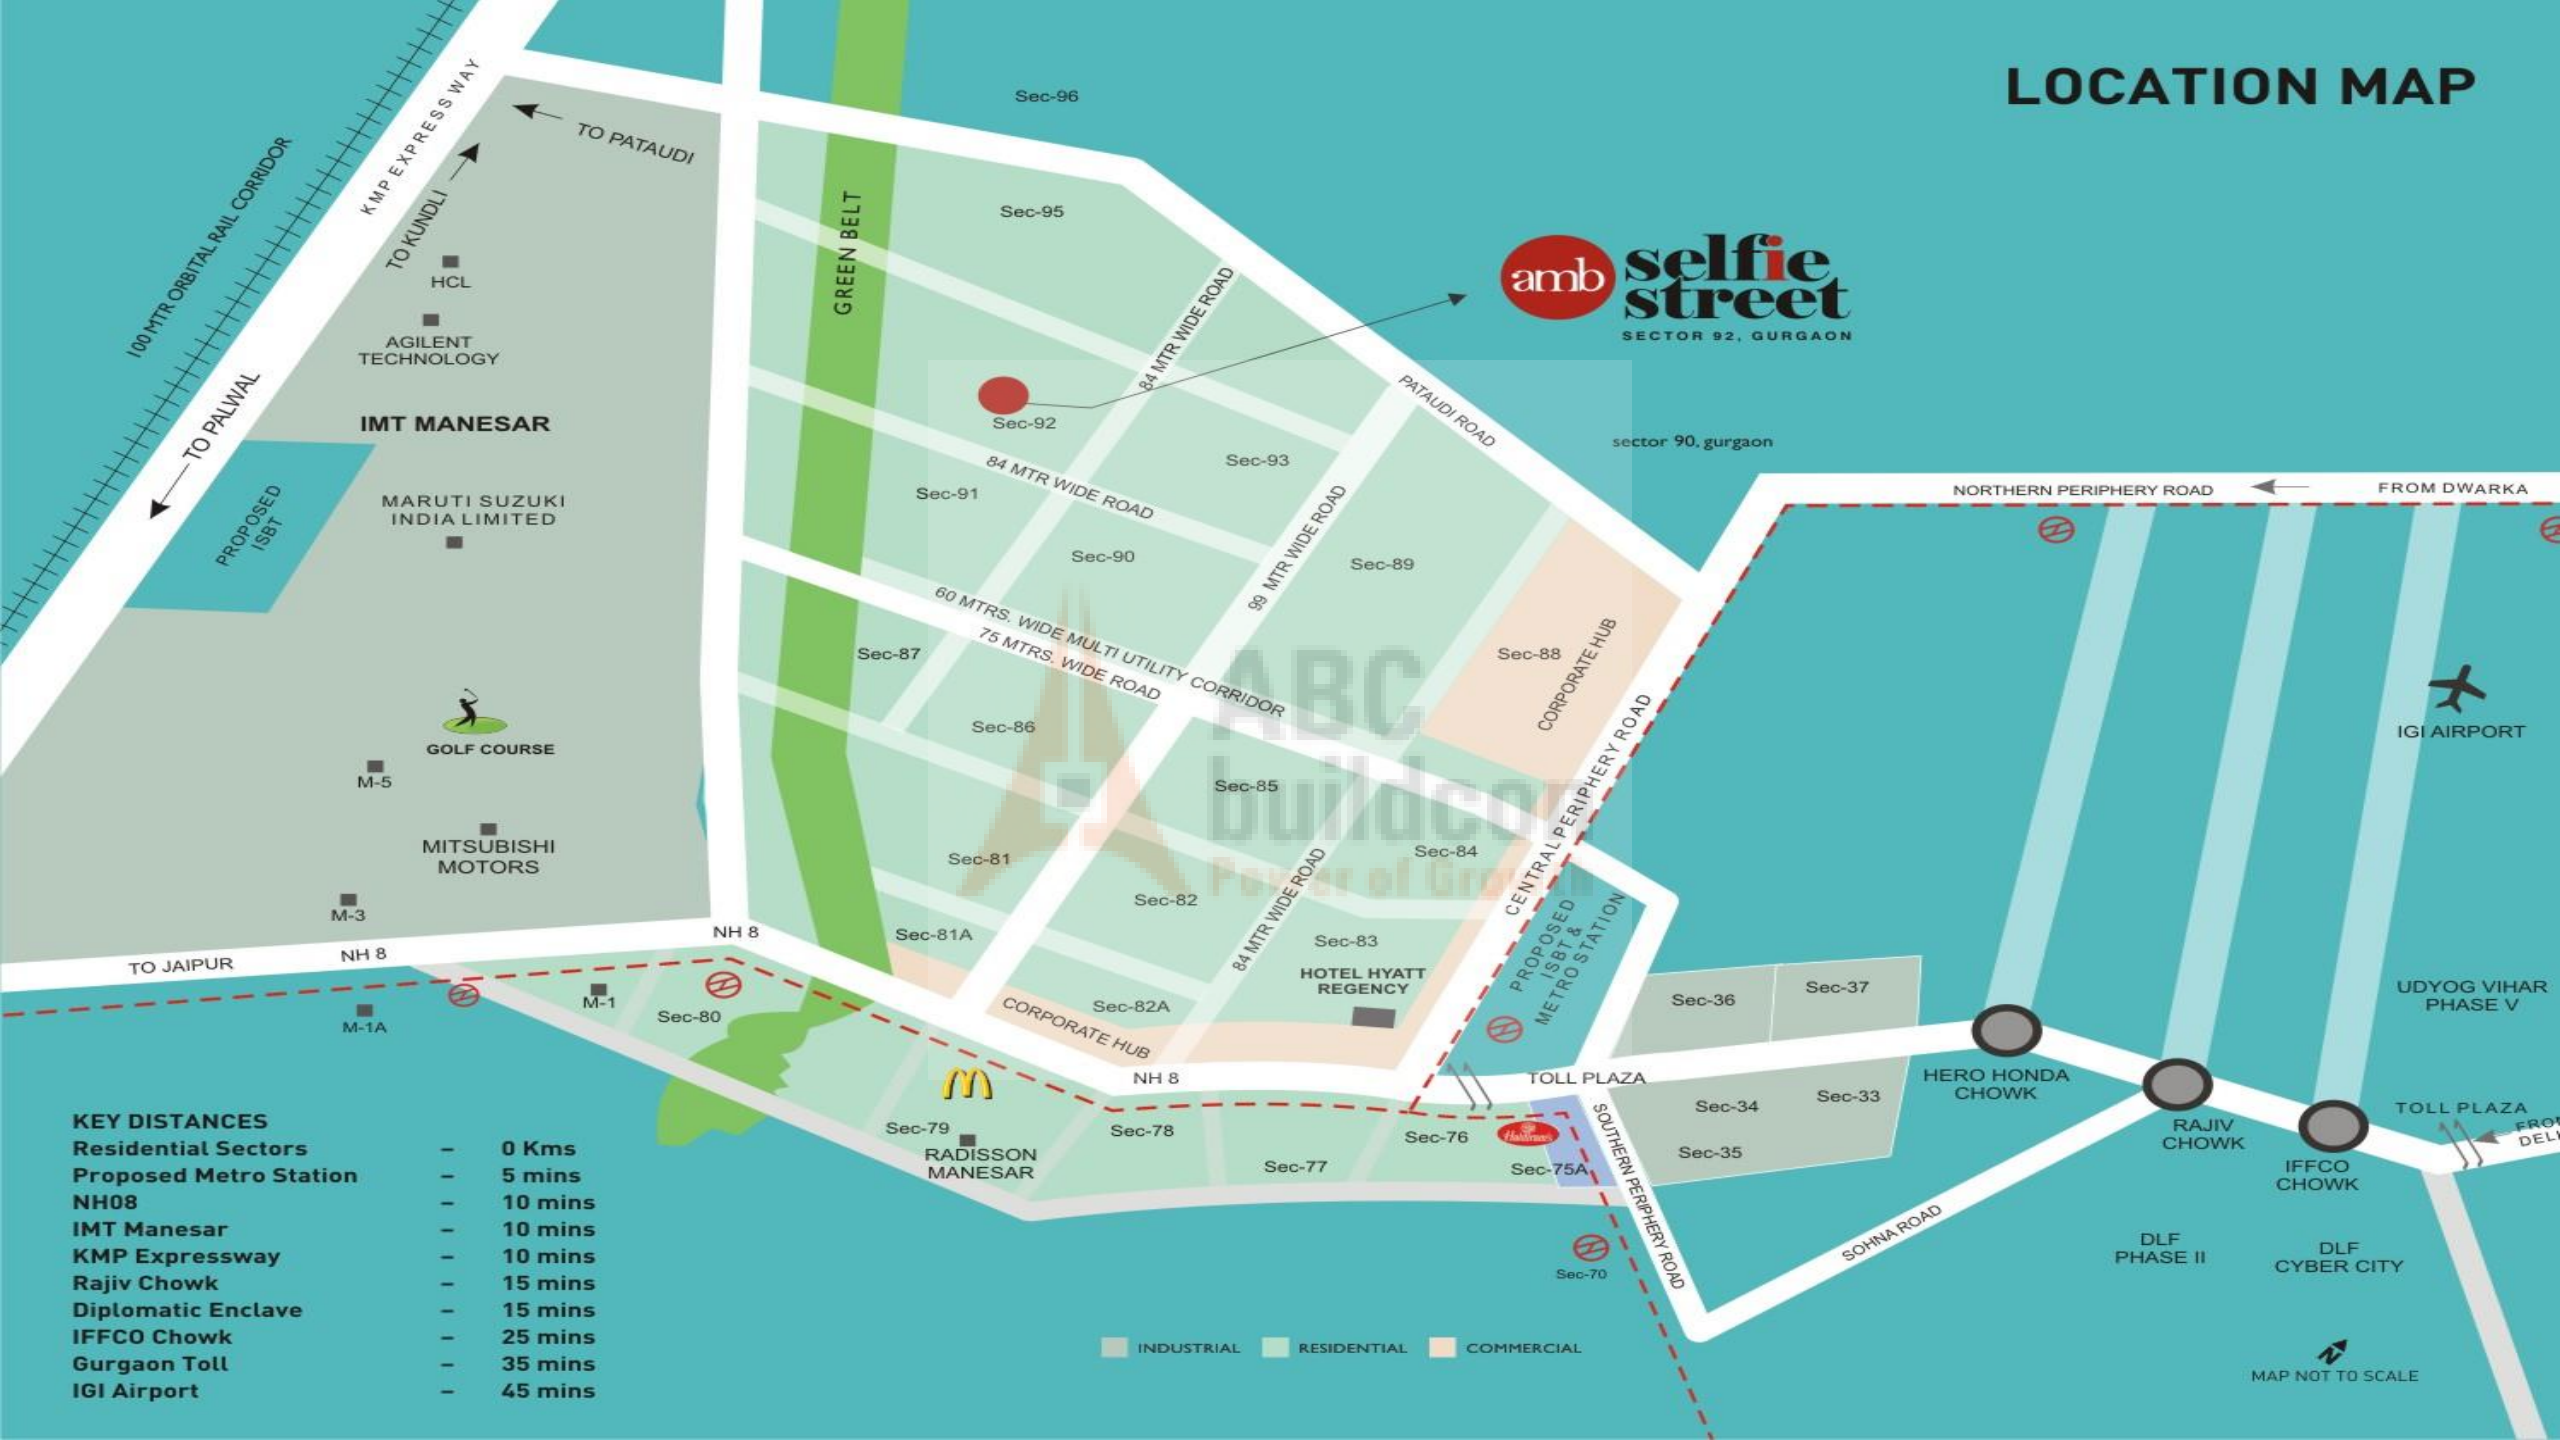 LOCATION MAP
Sec-96
KMP EXPRESSWAY
TO PATAUDI
100 MTR ORBITAL RAIL CORRIDOR
TO KUNDLI
HCL
AGILENT
TECHNOLOGY
TO PALWAL
IMT MANESAR
PROPOSED
ISBT
MARUTI SUZUKI
INDIA LIMITED
GOLF COURSE
M-5
MITSUBISHI
MOTORS
M-3
TO JAIPUR
NH 8
NH 8
M-1A
M-1
Sec-80
GREEN BELT
Sec-95
84 MTR WIDE ROAD
amb
selfie
street
SECTOR 92, GURGAON
Sec-92
PATAUDI ROAD
sector 90, gurgaon
Sec-93
84 MTR WIDE ROAD
Sec-91
99 MTR WIDE ROAD
Sec-90
Sec-89
60 MTRS. WIDE MULTI UTILITY CORRIDOR
75 MTRS. WIDE ROAD
Sec-87
Sec-88
CORPORATE HUB
Sec-86
ABC
buildcon
Power of Growth
Sec-85
Sec-84
Sec-81
Sec-82
84 MTR WIDE ROAD
Sec-81A
Sec-83
HOTEL HYATT
REGENCY
Sec-82A
CORPORATE HUB
NH 8
CENTRAL PERIPHERY ROAD
PROPOSED
ISBT &
METRO STATION
NORTHERN PERIPHERY ROAD
FROM DWARKA
IGI AIRPORT
Sec-36
Sec-37
TOLL PLAZA
Sec-34
Sec-33
Sec-35
HERO HONDA
CHOWK
UDYOG VIHAR
PHASE V
RAJIV
CHOWK
TOLL PLAZA
IFFCO
CHOWK
Sec-79
RADISSON
MANESAR
Sec-78
Sec-77
Sec-76
Haldiram's
Sec-75A
SOUTHERN PERIPHERY ROAD
Sec-70
SOHNA ROAD
DLF
PHASE II
DLF
CYBER CITY
KEY DISTANCES
Residential Sectors – 0 Kms
Proposed Metro Station – 5 mins
NH08 – 10 mins
IMT Manesar – 10 mins
KMP Expressway – 10 mins
Rajiv Chowk – 15 mins
Diplomatic Enclave – 15 mins
IFFCO Chowk – 25 mins
Gurgaon Toll – 35 mins
IGI Airport – 45 mins
INDUSTRIAL
RESIDENTIAL
COMMERCIAL
N
MAP NOT TO SCALE